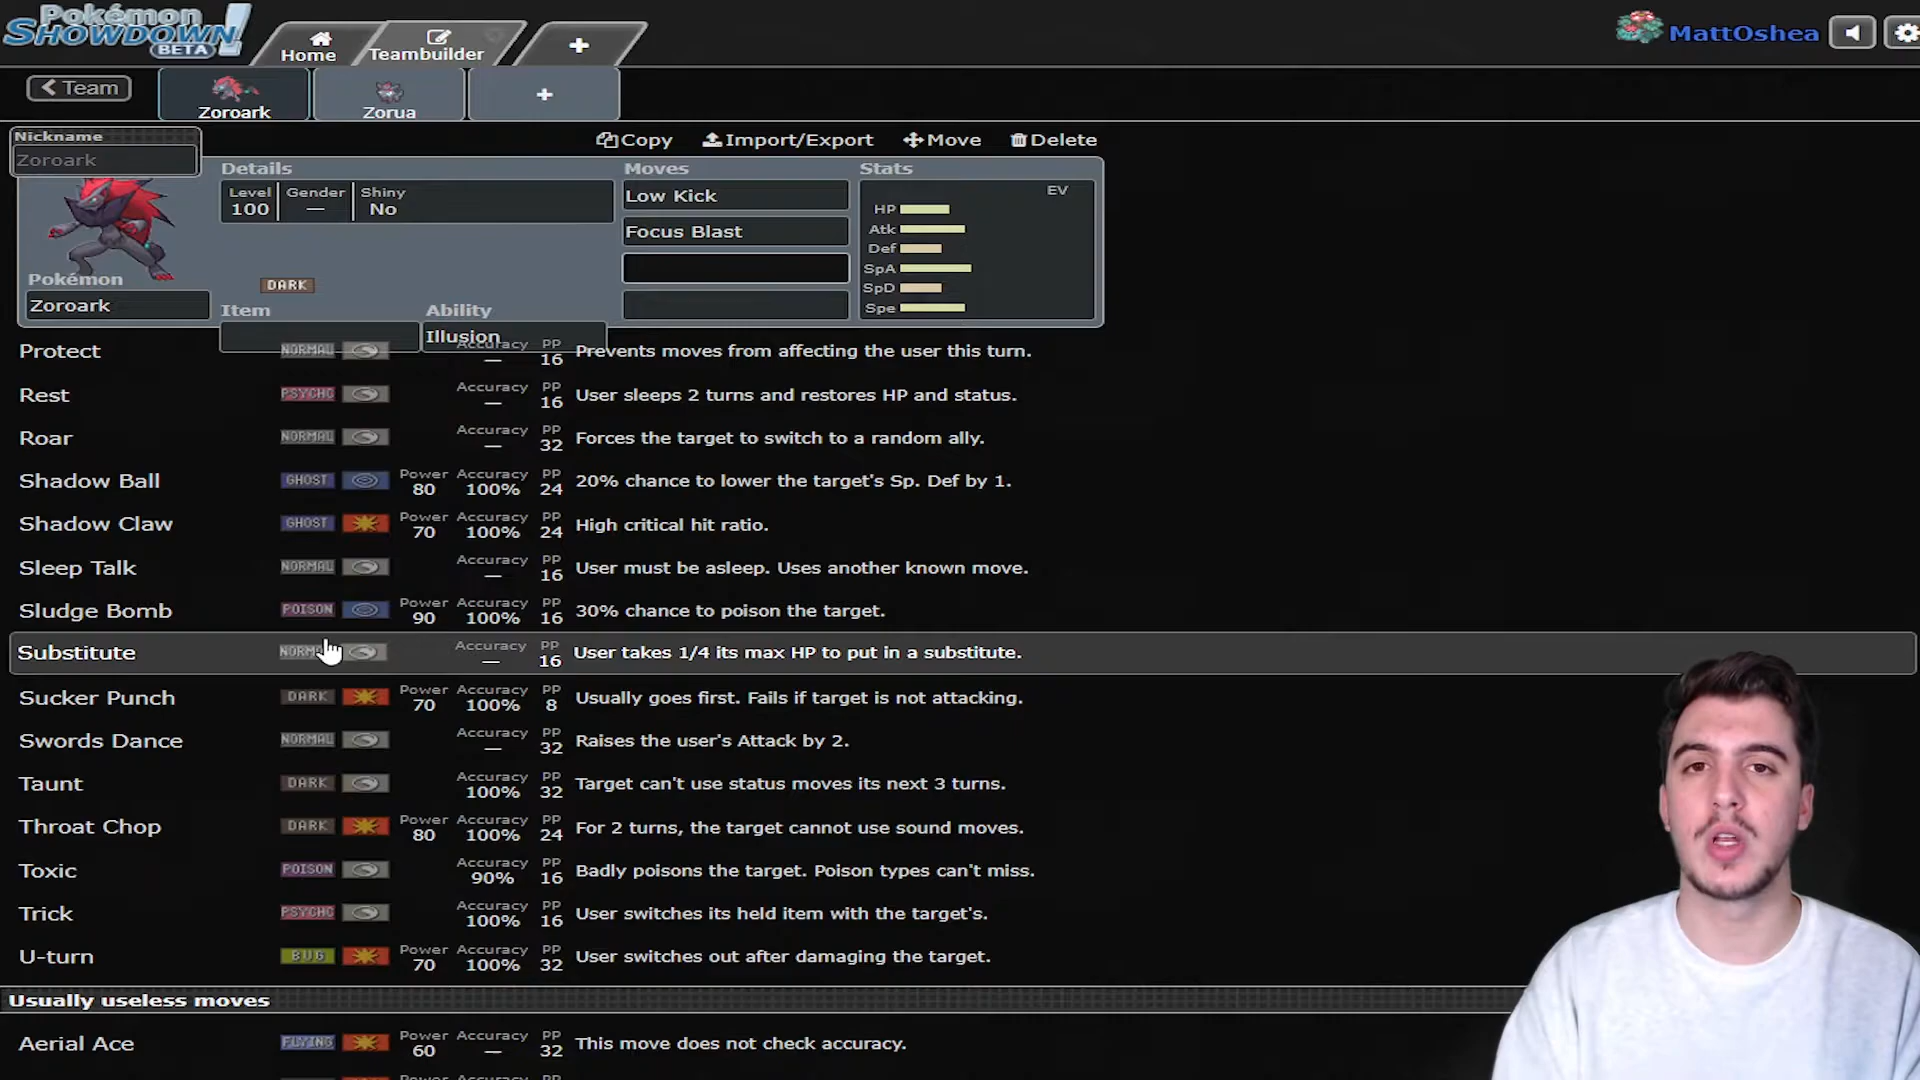 Pokémon
SHOWDOWN!
BETA
Home
Teambuilder
+
MattOshea
Team
Zoroark
Zorua
+
Nickname
Zoroark
Copy
Import/Export
Move
Delete
Details
Level
100
Gender
—
Shiny
No
DARK
Pokémon
Zoroark
Item
Ability
Illusion
Moves
Low Kick
Focus Blast
Stats
EV
HP
Atk
Def
SpA
SpD
Spe
Protect NORMAL Accuracy — PP 16 Prevents moves from affecting the user this turn.
Rest PSYCHC Accuracy — PP 16 User sleeps 2 turns and restores HP and status.
Roar NORMAL Accuracy — PP 32 Forces the target to switch to a random ally.
Shadow Ball GHOST Power 80 Accuracy 100% PP 24 20% chance to lower the target's Sp. Def by 1.
Shadow Claw GHOST Power 70 Accuracy 100% PP 24 High critical hit ratio.
Sleep Talk NORMAL Accuracy — PP 16 User must be asleep. Uses another known move.
Sludge Bomb POISON Power 90 Accuracy 100% PP 16 30% chance to poison the target.
Substitute Accuracy — PP 16 User takes 1/4 its max HP to put in a substitute.
Sucker Punch DARK Power 70 Accuracy 100% PP 8 Usually goes first. Fails if target is not attacking.
Swords Dance NORMAL Accuracy — PP 32 Raises the user's Attack by 2.
Taunt DARK Accuracy 100% PP 32 Target can't use status moves its next 3 turns.
Throat Chop DARK Power 80 Accuracy 100% PP 24 For 2 turns, the target cannot use sound moves.
Toxic POISON Accuracy 90% PP 16 Badly poisons the target. Poison types can't miss.
Trick PSYCHC Accuracy 100% PP 16 User switches its held item with the target's.
U-turn BUG Power 70 Accuracy 100% PP 32 User switches out after damaging the target.
Usually useless moves
Aerial Ace FLYING Power 60 Accuracy — PP 32 This move does not check accuracy.